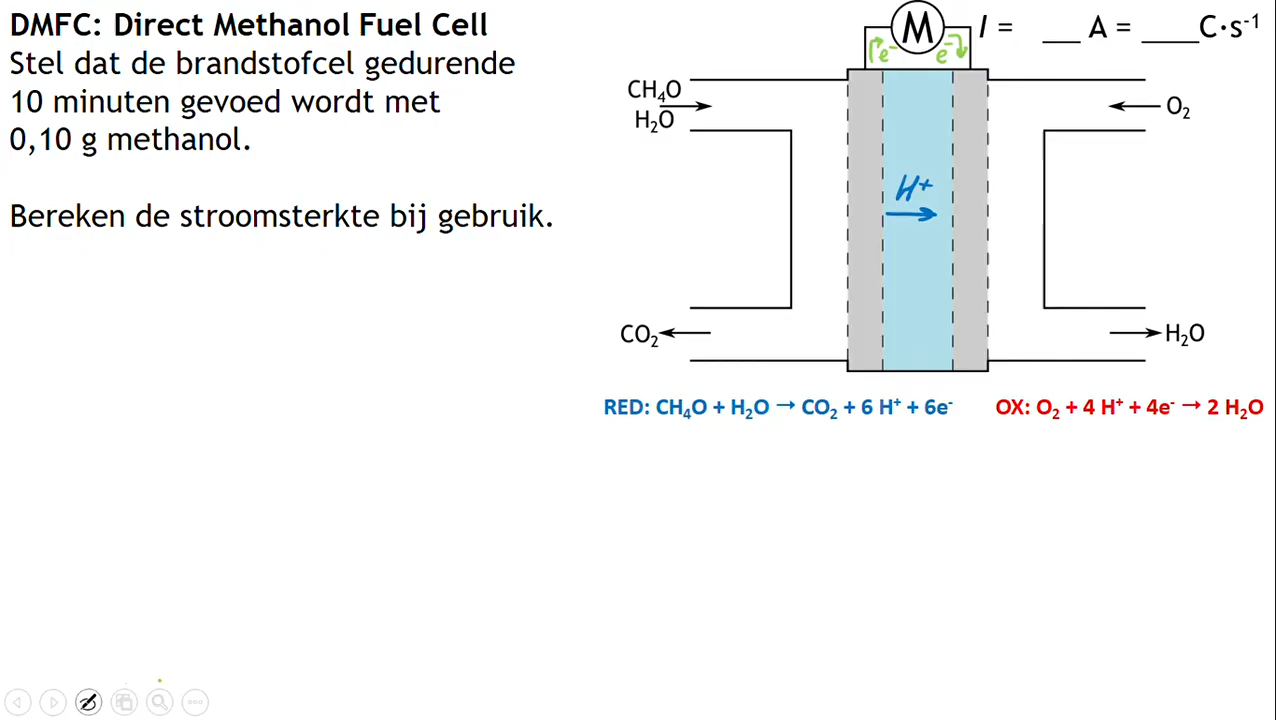 DMFC: Direct Methanol Fuel Cell
Stel dat de brandstofcel gedurende
10 minuten gevoed wordt met
0,10 g methanol.
Bereken de stroomsterkte bij gebruik.
M
I = __ A = ___C·s⁻¹
e⁻ e⁻
CH₄O
H₂O
O₂
H⁺
CO₂
H₂O
RED: CH₄O + H₂O → CO₂ + 6 H⁺ + 6e⁻
OX: O₂ + 4 H⁺ + 4e⁻ → 2 H₂O